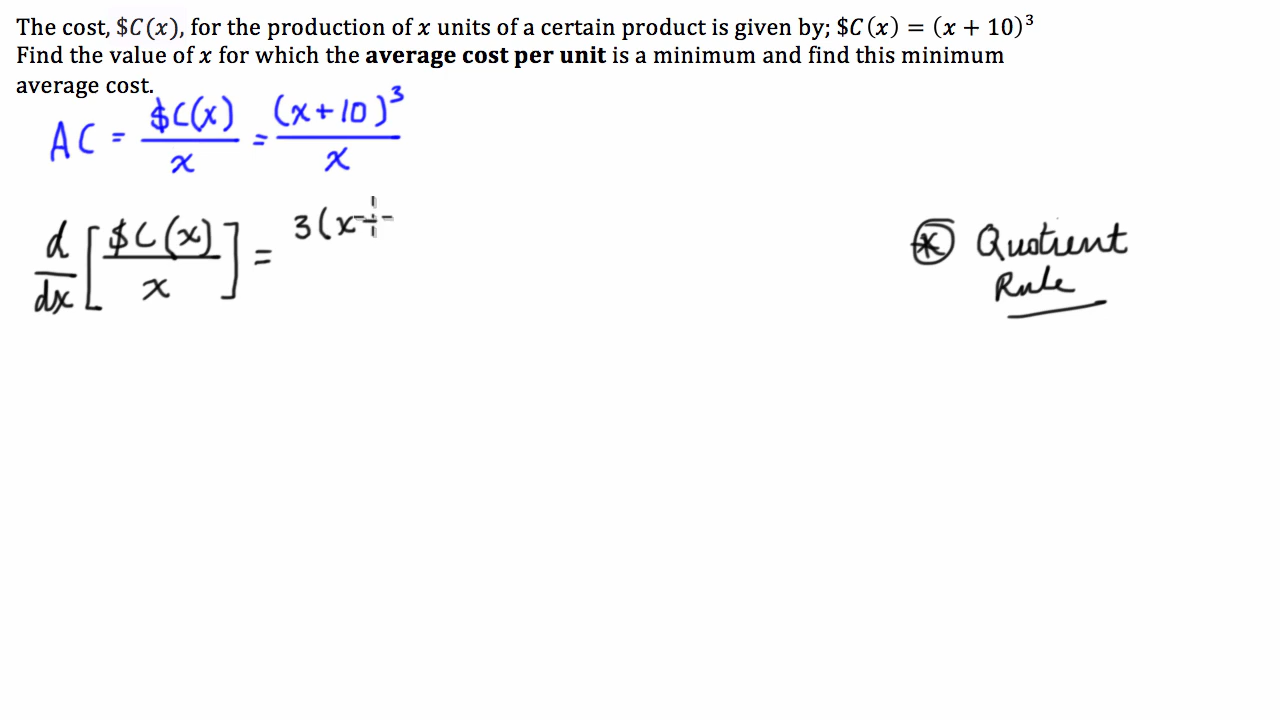 The cost, $C(x), for the production of x units of a certain product is given by; $C(x) = (x + 10)³
Find the value of x for which the average cost per unit is a minimum and find this minimum
average cost.
AC = $C(x)/x = (x+10)³/x
d/dx [$C(x)/x] = 3(x+
* Quotient
Rule